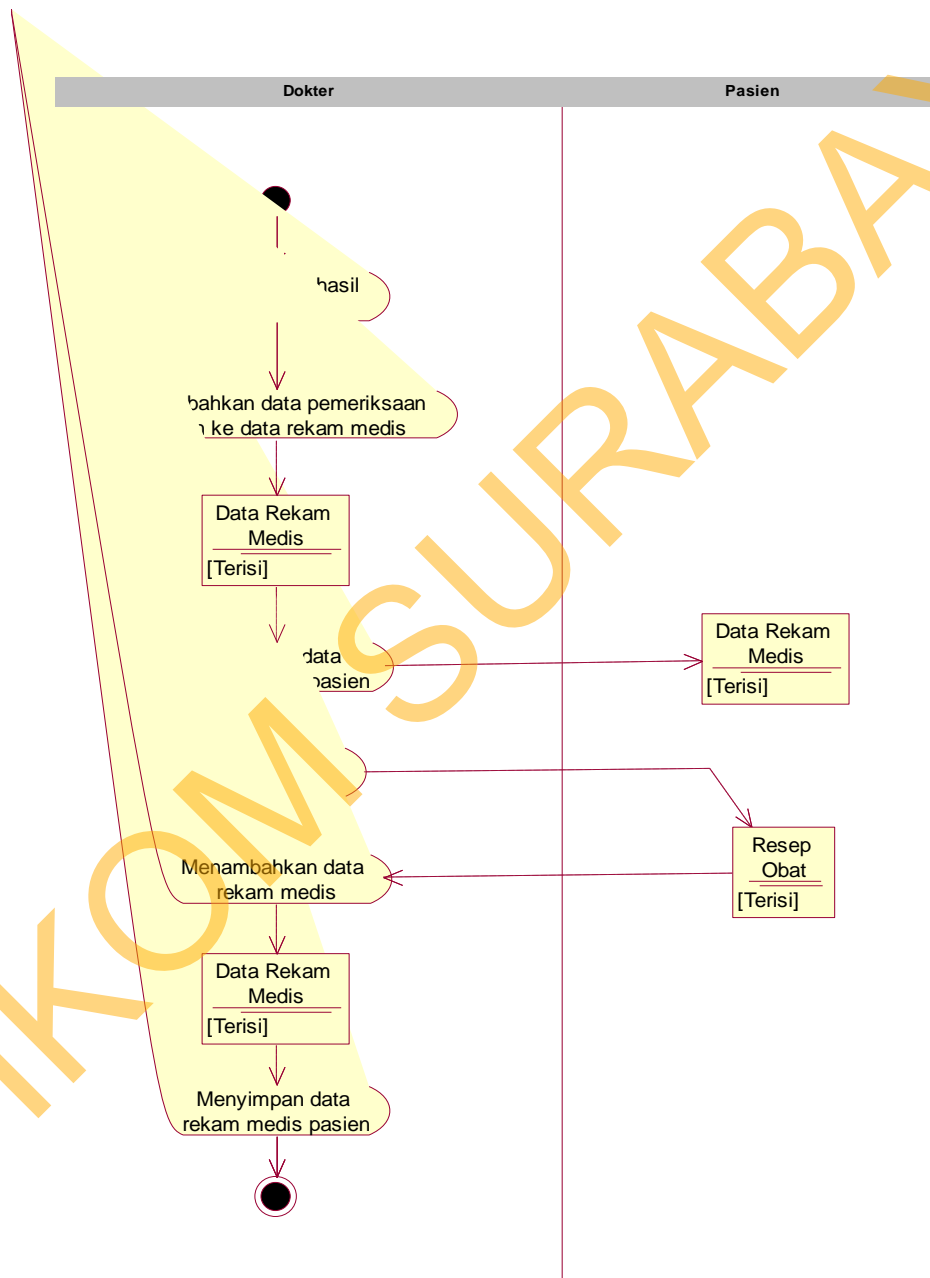 Dokter
Pasien
hasil
data pemeriksaan
ke data rekam medis
Data Rekam
Medis
[Terisi]
data
pasien
Data Rekam
Medis
[Terisi]
Resep
Obat
[Terisi]
Menambahkan data
rekam medis
Data Rekam
Medis
[Terisi]
Menyimpan data
rekam medis pasien
SURABA